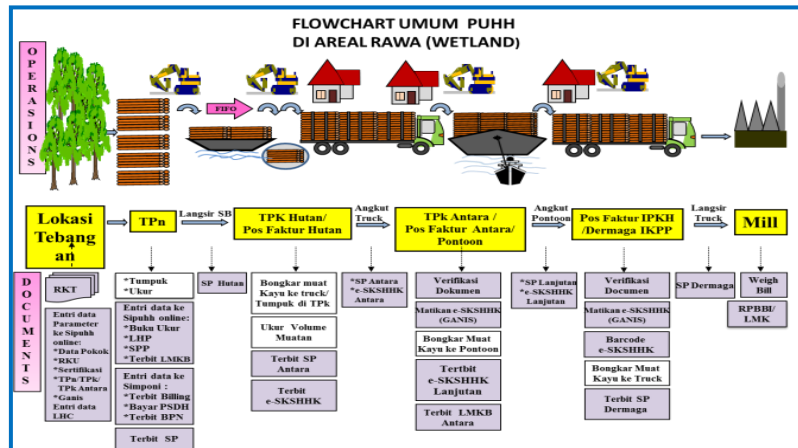 FLOWCHART UMUM PUHH
DI AREAL RAWA (WETLAND)
OPERASIONS
FIFO
Lokasi
Tebang
an
TPn
Langsir SB
TPK Hutan/
Pos Faktur Hutan
Angkut
Truck
TPk Antara /
Pos Faktur Antara/
Pontoon
Angkut
Pontoon
Pos Faktur IPKH
/Dermaga IKPP
Langsir
Truck
Mill
DOCUMENTS
RKT
Entri data
Parameter
ke Sipuhh
online:
*Data Pokok
*RKU
*Sertifikasi
*TPn/TPk/
TPk Antara
*Ganis
Entri data
LHC
*Tumpuk
*Ukur
Entri data ke
Sipuhh online:
*Buku Ukur
*LHP
*SPP
*Terbit LMKB
Entri data ke
Simponi :
*Terbit Billing
*Bayar PSDH
*Terbit BPN
Terbit SP
SP Hutan
Bongkar muat
Kayu ke truck/
Tumpuk di TPk
Ukur Volume
Muatan
Terbit SP
Antara
Terbit
e-SKSHHK
*SP Antara
*e-SKSHHK
Antara
Verifikasi
Dokumen
Matikan e-SKSHHK
(GANIS)
Bongkar Muat
Kayu ke Pontoon
Tertbit
e-SKSHHK
Lanjutan
Terbit LMKB
Antara
*SP Lanjutan
*e-SKSHHK
Lanjutan
Verifikasi
Documen
Matikan e-SKSHHK
(GANIS)
Barcode
e-SKSHHK
Bongkar Muat
Kayu ke Truck
Terbit SP
Dermaga
SP Dermaga
Weigh
Bill
RPBBI/
LMK